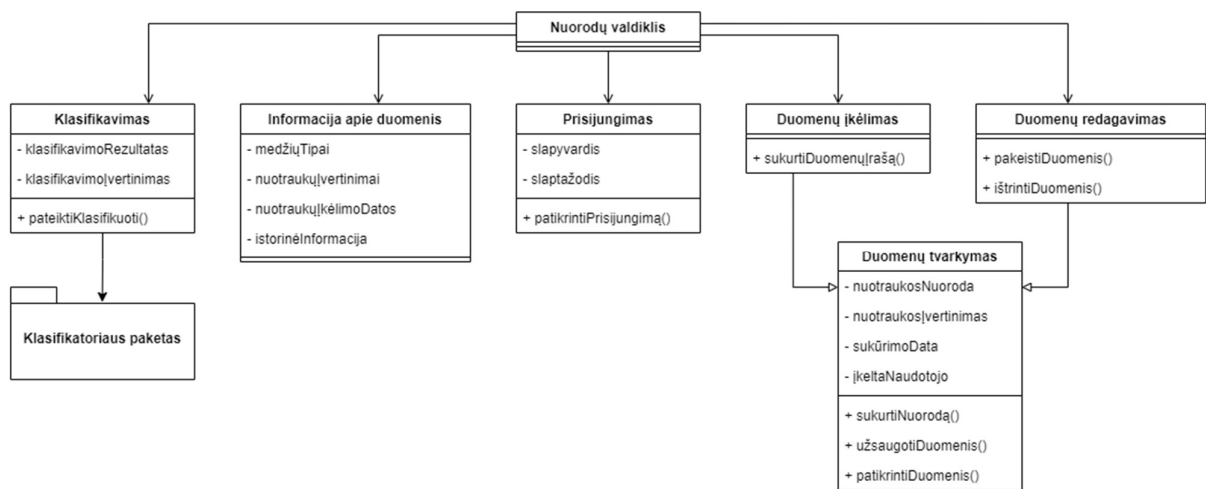 Nuorodų valdiklis
Klasifikavimas
- klasifikavimoRezultatas
- klasifikavimoĮvertinimas
+ pateiktiKlasifikuoti()
Informacija apie duomenis
- medžiųTipai
- nuotraukųĮvertinimai
- nuotraukųĮkėlimoDatos
- istorinėInformacija
Prisijungimas
- slapyvardis
- slaptažodis
+ patikrintiPrisijungimą()
Duomenų įkėlimas
+ sukurtiDuomenųĮrašą()
Duomenų redagavimas
+ pakeistiDuomenis()
+ ištrintiDuomenis()
Klasifikatoriaus paketas
Duomenų tvarkymas
- nuotraukosNuoroda
- nuotraukosĮvertinimas
- sukūrimoData
- įkeltaNaudotojo
+ sukurtiNuorodą()
+ užsaugotiDuomenis()
+ patikrintiDuomenis()